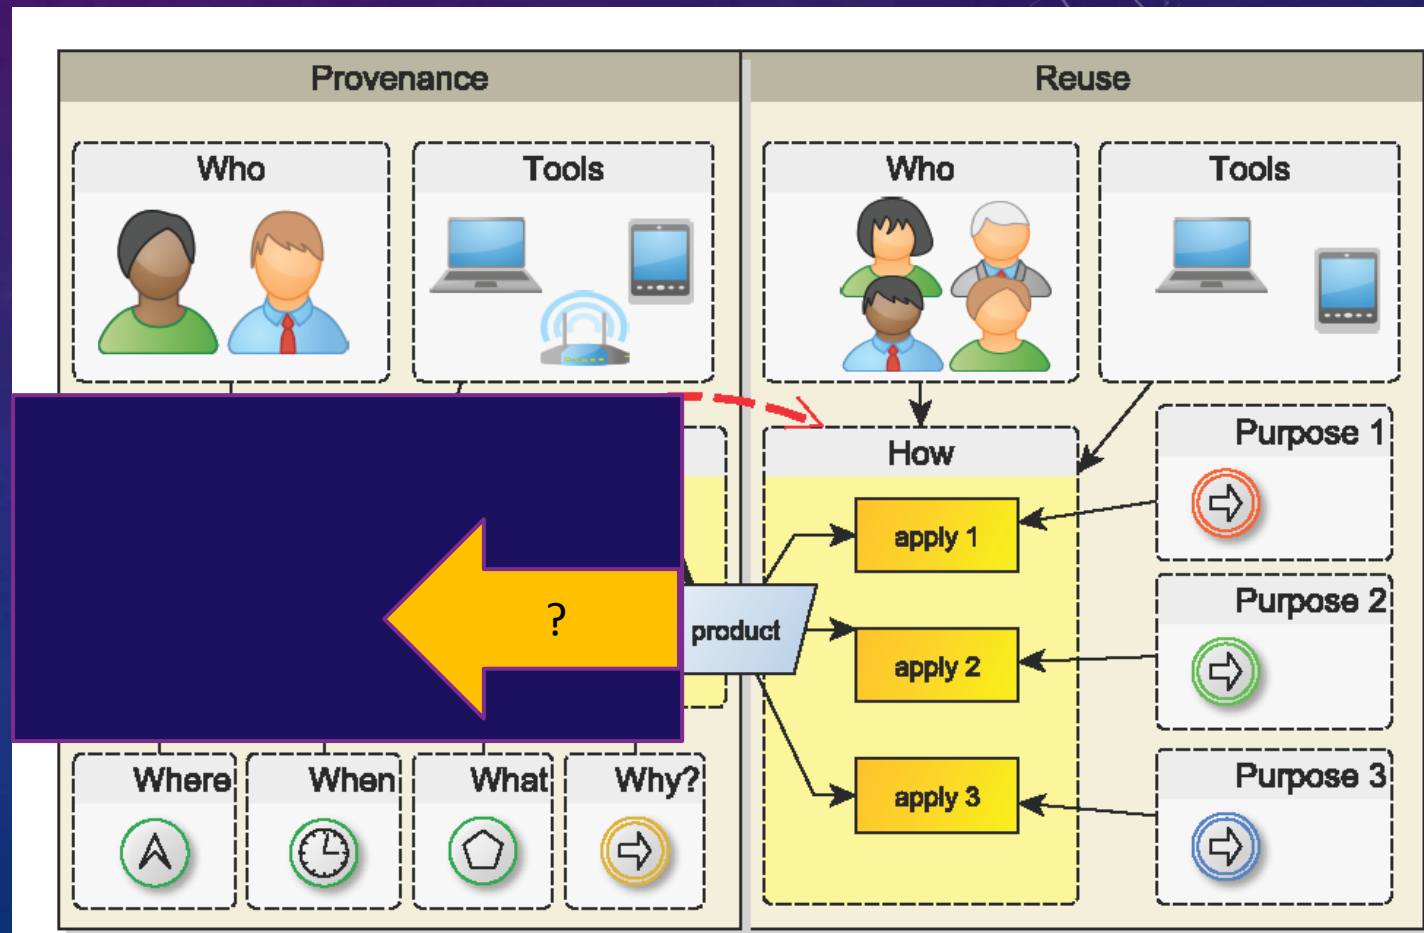 Provenance
Reuse
Who
Tools
Who
Tools
How
Purpose 1
apply 1
?
product
Purpose 2
apply 2
Where
When
What
Why?
Purpose 3
apply 3